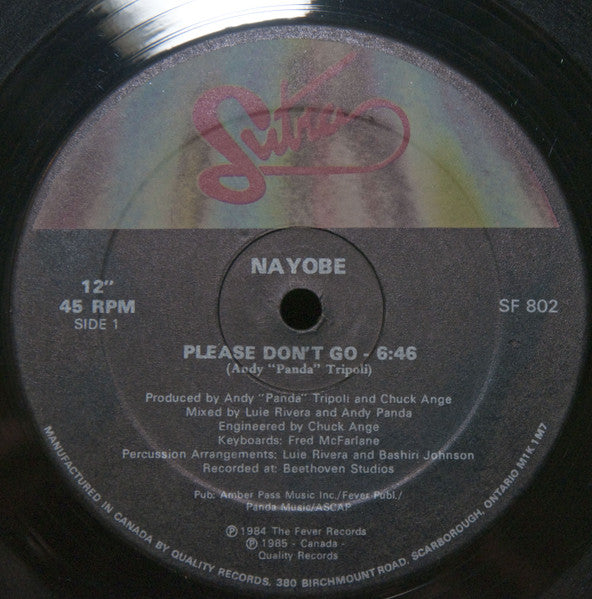 Sutra
NAYOBE
12"
45 RPM
SIDE 1
SF 802
PLEASE DON'T GO - 6:46
(Andy "Panda" Tripoli)
Produced by Andy "Panda" Tripoli and Chuck Ange
Mixed by Luie Rivera and Andy Panda
Engineered by Chuck Ange
Keyboards: Fred McFarlane
Percussion Arrangements: Luie Rivera and Bashiri Johnson
Recorded at: Beethoven Studios
Pub: Amber Pass Music Inc./Fever Publ./
Panda Music/ASCAP
℗ 1984 The Fever Records
℗ 1985 - Canada -
Quality Records
MANUFACTURED IN CANADA BY QUALITY RECORDS, 380 BIRCHMOUNT ROAD, SCARBOROUGH, ONTARIO M1K 1M7